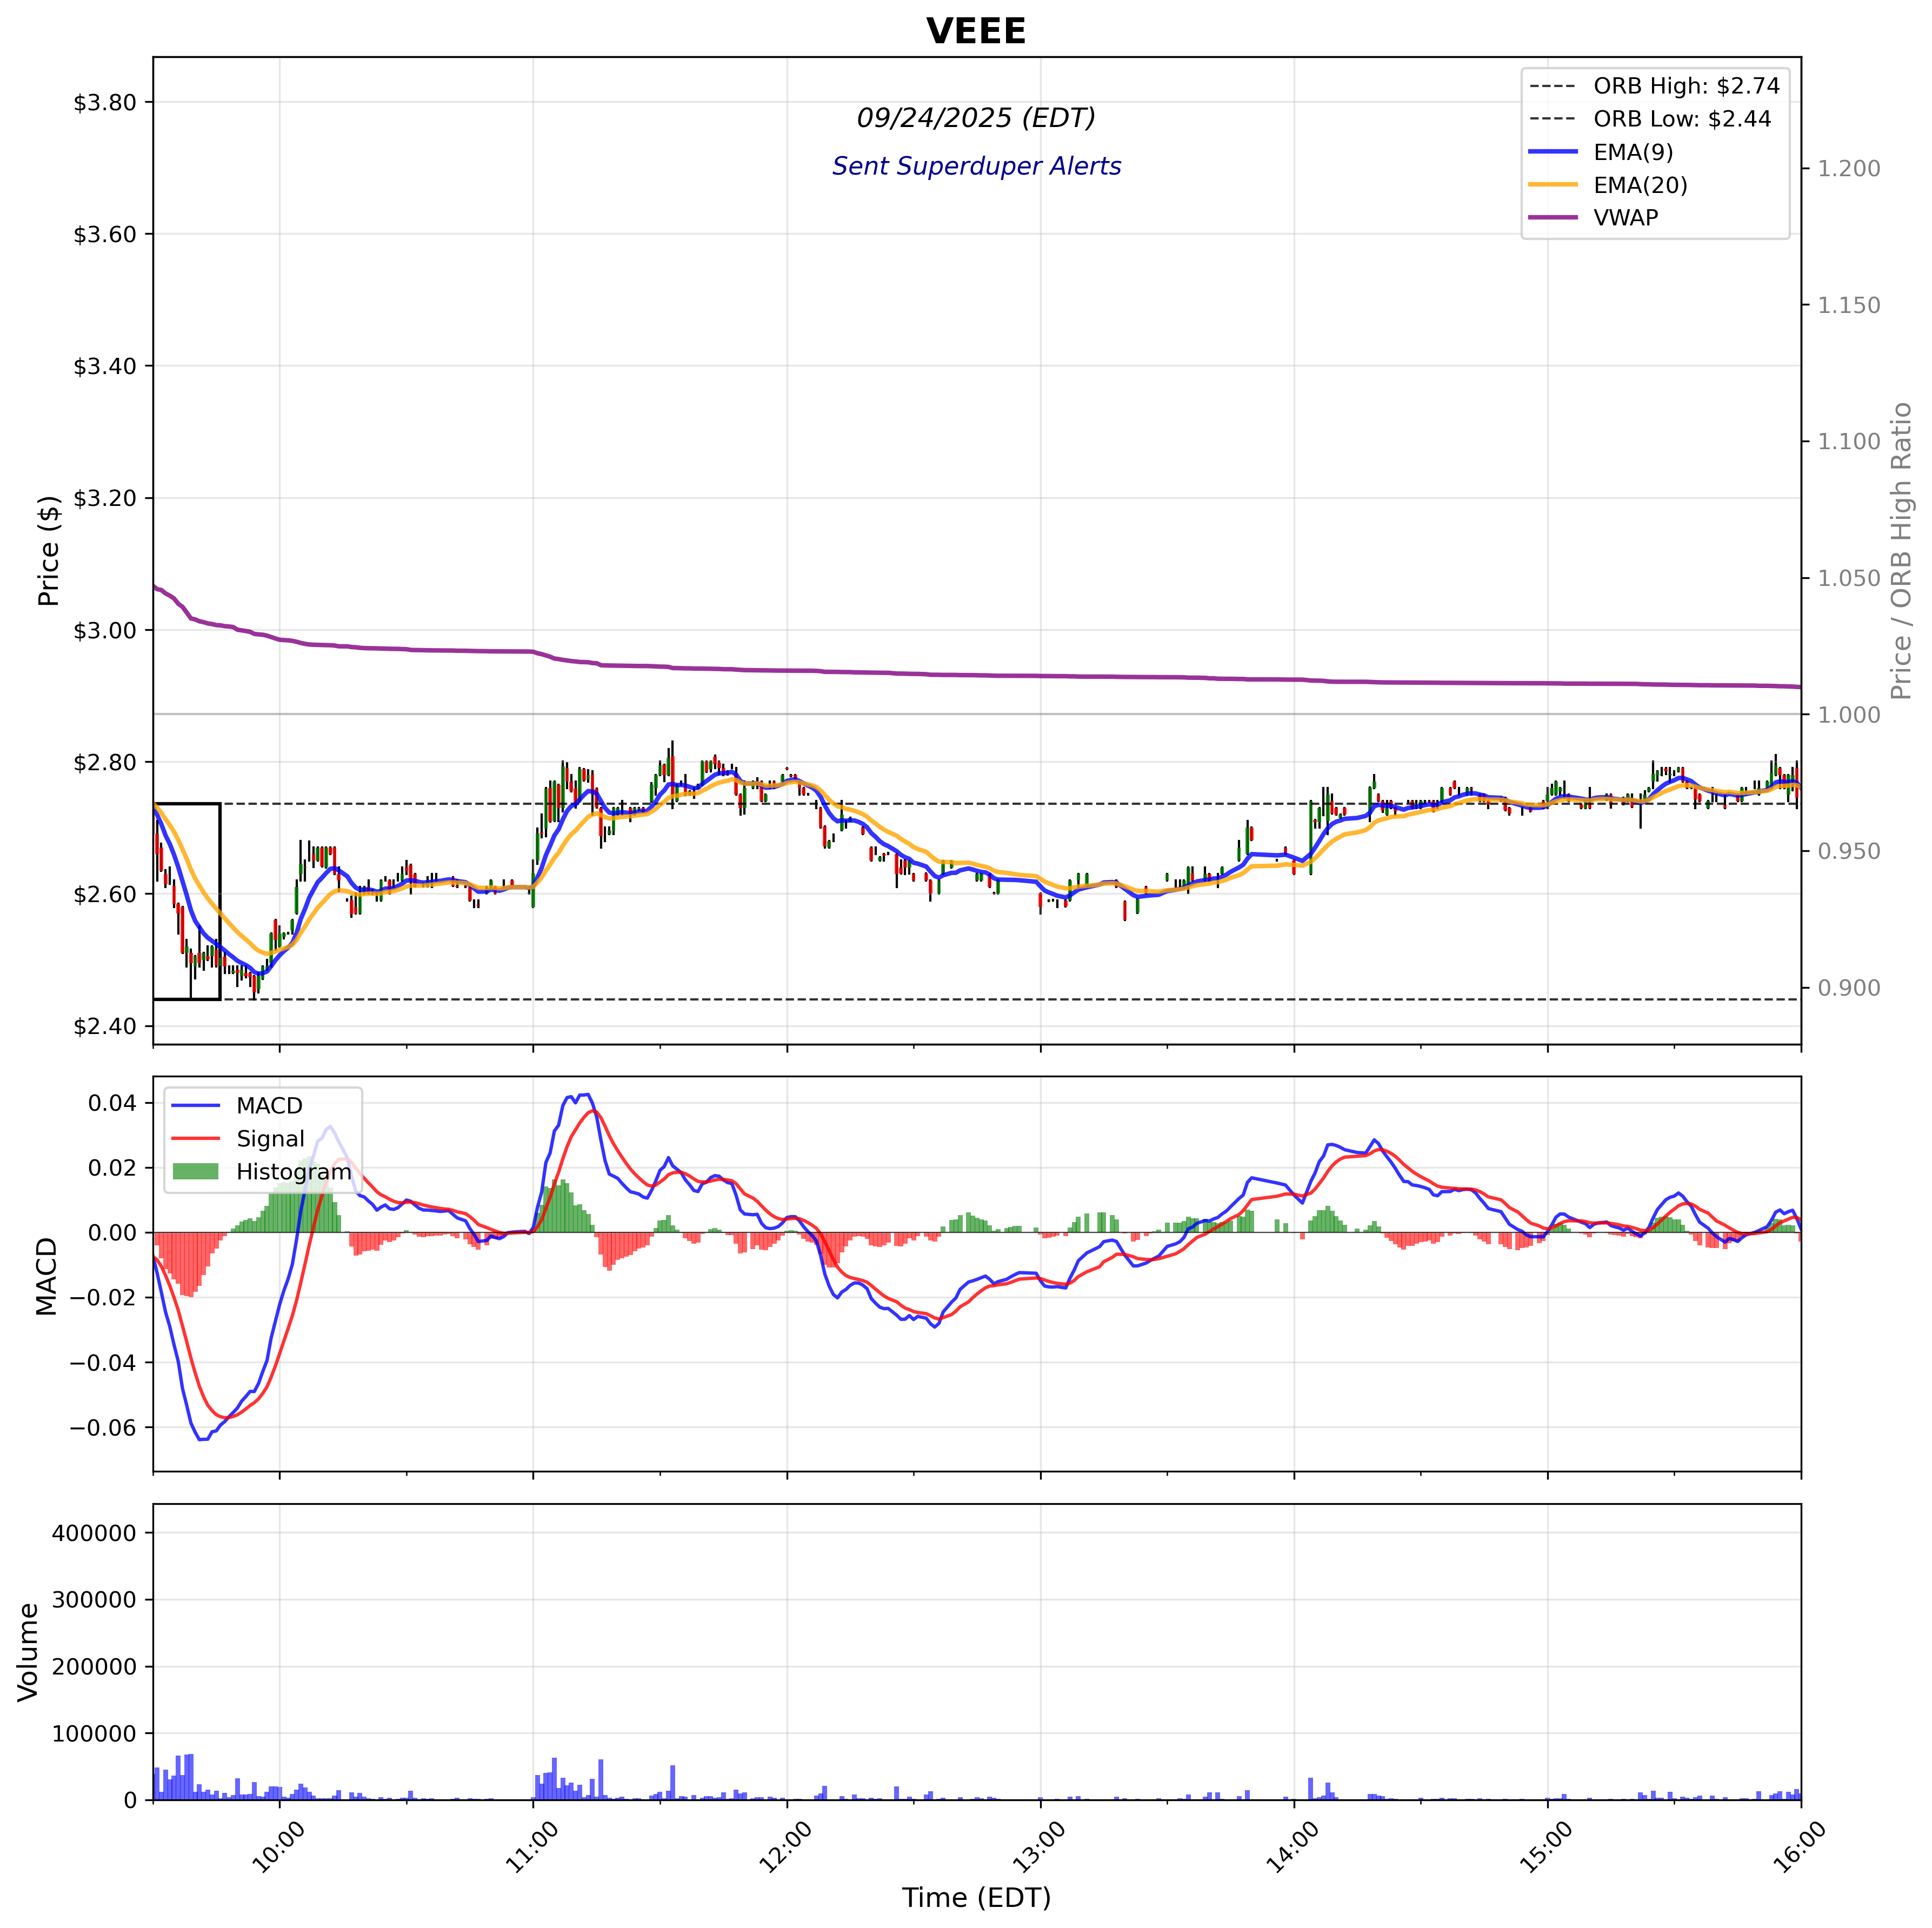 VEEE
09/24/2025 (EDT)
Sent Superduper Alerts
ORB High: $2.74
ORB Low: $2.44
EMA(9)
EMA(20)
VWAP
$3.80
$3.60
$3.40
$3.20
$3.00
$2.80
$2.60
$2.40
Price ($)
1.200
1.150
1.100
1.050
1.000
0.950
0.900
Price / ORB High Ratio
MACD
Signal
Histogram
0.04
0.02
0.00
−0.02
−0.04
−0.06
MACD
400000
300000
200000
100000
0
Volume
10:00
11:00
12:00
13:00
14:00
15:00
16:00
Time (EDT)